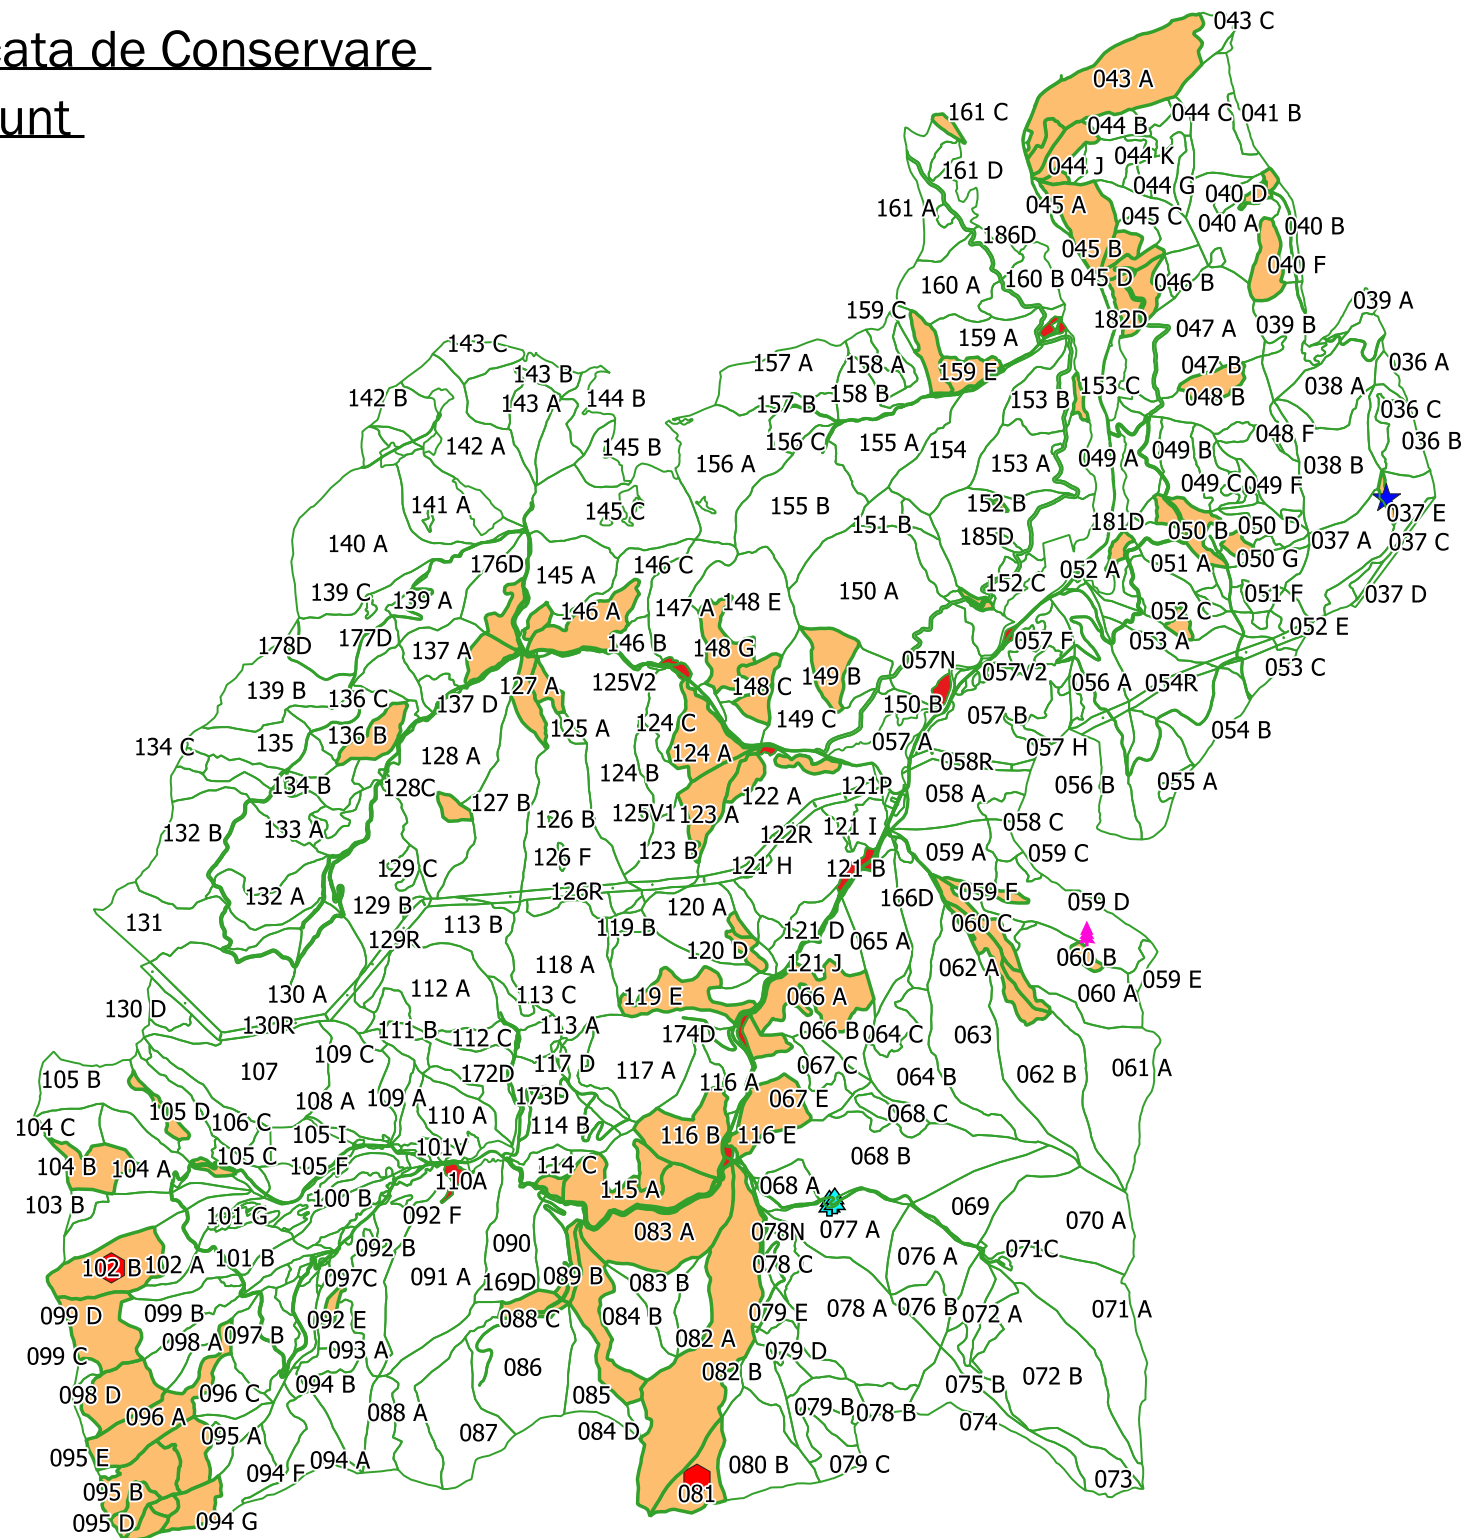 cata de Conservare
unt
043 C
043 A
161 C
044 C
041 B
044 B
044 K
044 J
161 D
044 G
040 D
161 A
045 A
045 C
040 A
040 B
186D
045 B
040 F
160 B
045 D
046 B
160 A
039 A
159 C
182D
047 A
039 B
159 A
143 C
157 A
158 A
159 E
047 B
036 A
143 B
153 C
038 A
142 B
143 A
144 B
157 B
158 B
153 B
048 B
036 C
048 F
036 B
142 A
145 B
156 C
155 A
154
049 A
049 B
156 A
153 A
038 B
049 C
049 F
141 A
145 C
155 B
152 B
037 E
151 B
181D
050 B
050 D
140 A
185D
037 A
037 C
176D
146 C
050 G
145 A
052 A
051 A
139 C
150 A
152 C
051 F
037 D
139 A
146 A
147 A
148 E
052 C
052 E
178D
177D
137 A
146 B
148 G
057 F
053 A
057N
053 C
139 B
127 A
125V2
148 C
149 B
057V2
056 A
054R
136 C
137 D
150 B
057 B
124 C
149 C
125 A
054 B
134 C
135
136 B
057 A
057 H
128 A
124 A
058R
124 B
134 B
128C
121P
056 B
055 A
127 B
122 A
058 A
125V1
123 A
126 B
132 B
133 A
122R
121 I
058 C
123 B
059 A
059 C
129 C
126 F
121 H
121 B
132 A
126R
059 F
166D
059 D
129 B
120 A
131
113 B
119 B
060 C
121 D
129R
065 A
120 D
060 B
118 A
121 J
062 A
059 E
112 A
130 A
113 C
119 E
066 A
060 A
130 D
130R
111 B
112 C
113 A
174D
066 B
064 C
063
109 C
117 D
067 C
107
105 B
172D
117 A
116 A
064 B
062 B
061 A
108 A
109 A
173D
067 E
105 D
106 C
110 A
068 C
104 C
105 I
114 B
116 B
116 E
101V
105 C
105 F
068 B
104 B
104 A
114 C
110A
115 A
068 A
103 B
100 B
069
101 G
092 F
083 A
078N
077 A
070 A
090
092 B
071C
101 B
076 A
102 B
102 A
078 C
097C
091 A
169D
089 B
083 B
099 D
099 B
092 E
088 C
084 B
079 E
078 A
076 B
072 A
071 A
097 B
098 A
082 A
099 C
093 A
079 D
086
082 B
072 B
098 D
096 C
094 B
085
075 B
096 A
088 A
079 B
078 B
074
095 A
087
084 D
095 E
094 F
094 A
080 B
079 C
073
095 B
081
095 D
094 G